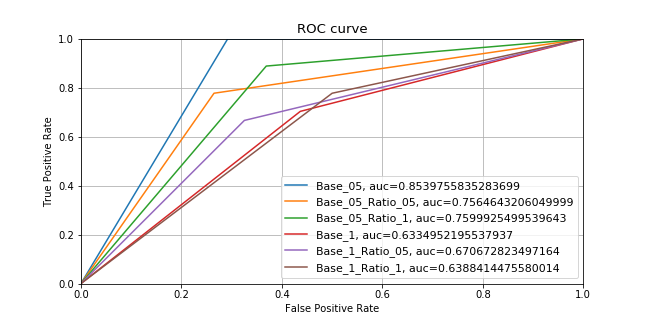 ROC curve
1.0
0.8
0.6
0.4
0.2
0.0
True Positive Rate
Base_05, auc=0.8539755835283699
Base_05_Ratio_05, auc=0.7564643206049999
Base_05_Ratio_1, auc=0.7599925499539643
Base_1, auc=0.6334952195537937
Base_1_Ratio_05, auc=0.670672823497164
Base_1_Ratio_1, auc=0.6388414475580014
0.0 0.2 0.4 0.6 0.8 1.0
False Positive Rate